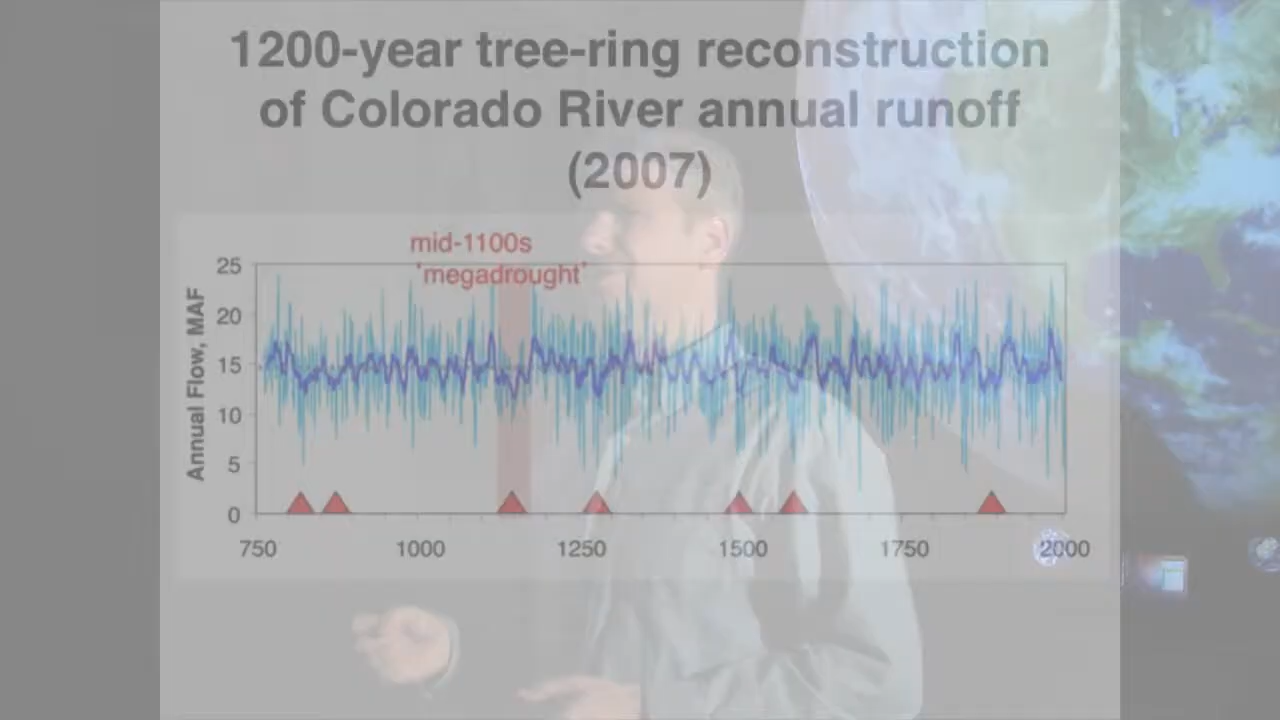 1200-year tree-ring reconstruction
of Colorado River annual runoff
(2007)
mid-1100s
'megadrought'
Annual Flow, MAF
25
20
15
10
5
0
750 1000 1250 1500 1750 2000